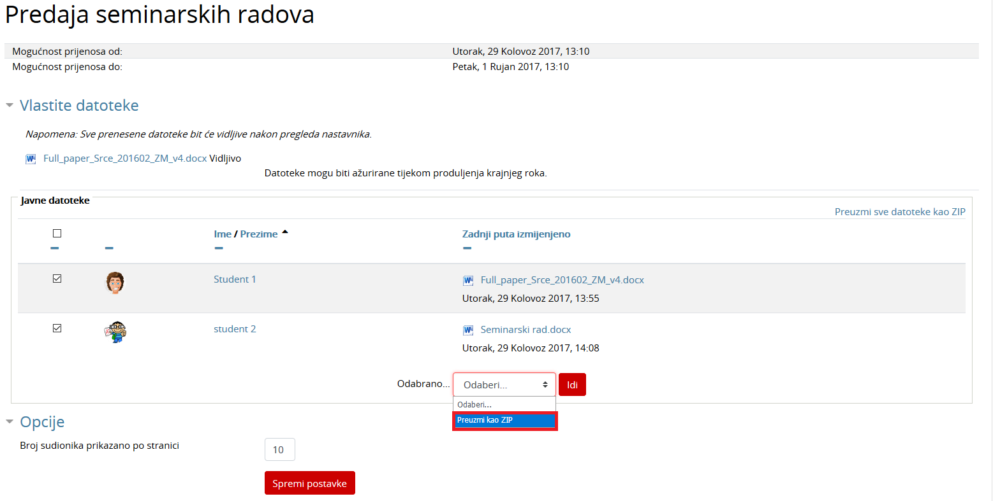 Predaja seminarskih radova
Mogućnost prijenosa od: Utorak, 29 Kolovoz 2017, 13:10
Mogućnost prijenosa do: Petak, 1 Rujan 2017, 13:10
Vlastite datoteke
Napomena: Sve prenesene datoteke bit će vidljive nakon pregleda nastavnika.
Full_paper_Srce_201602_ZM_v4.docx Vidljivo
Datoteke mogu biti ažurirane tijekom produljenja krajnjeg roka.
Javne datoteke
Preuzmi sve datoteke kao ZIP
Ime / Prezime Zadnji puta izmijenjeno
Student 1 Full_paper_Srce_201602_ZM_v4.docx
Utorak, 29 Kolovoz 2017, 13:55
student 2 Seminarski rad.docx
Utorak, 29 Kolovoz 2017, 14:08
Odabrano... Odaberi... Idi
Odaberi...
Preuzmi kao ZIP
Opcije
Broj sudionika prikazano po stranici 10
Spremi postavke